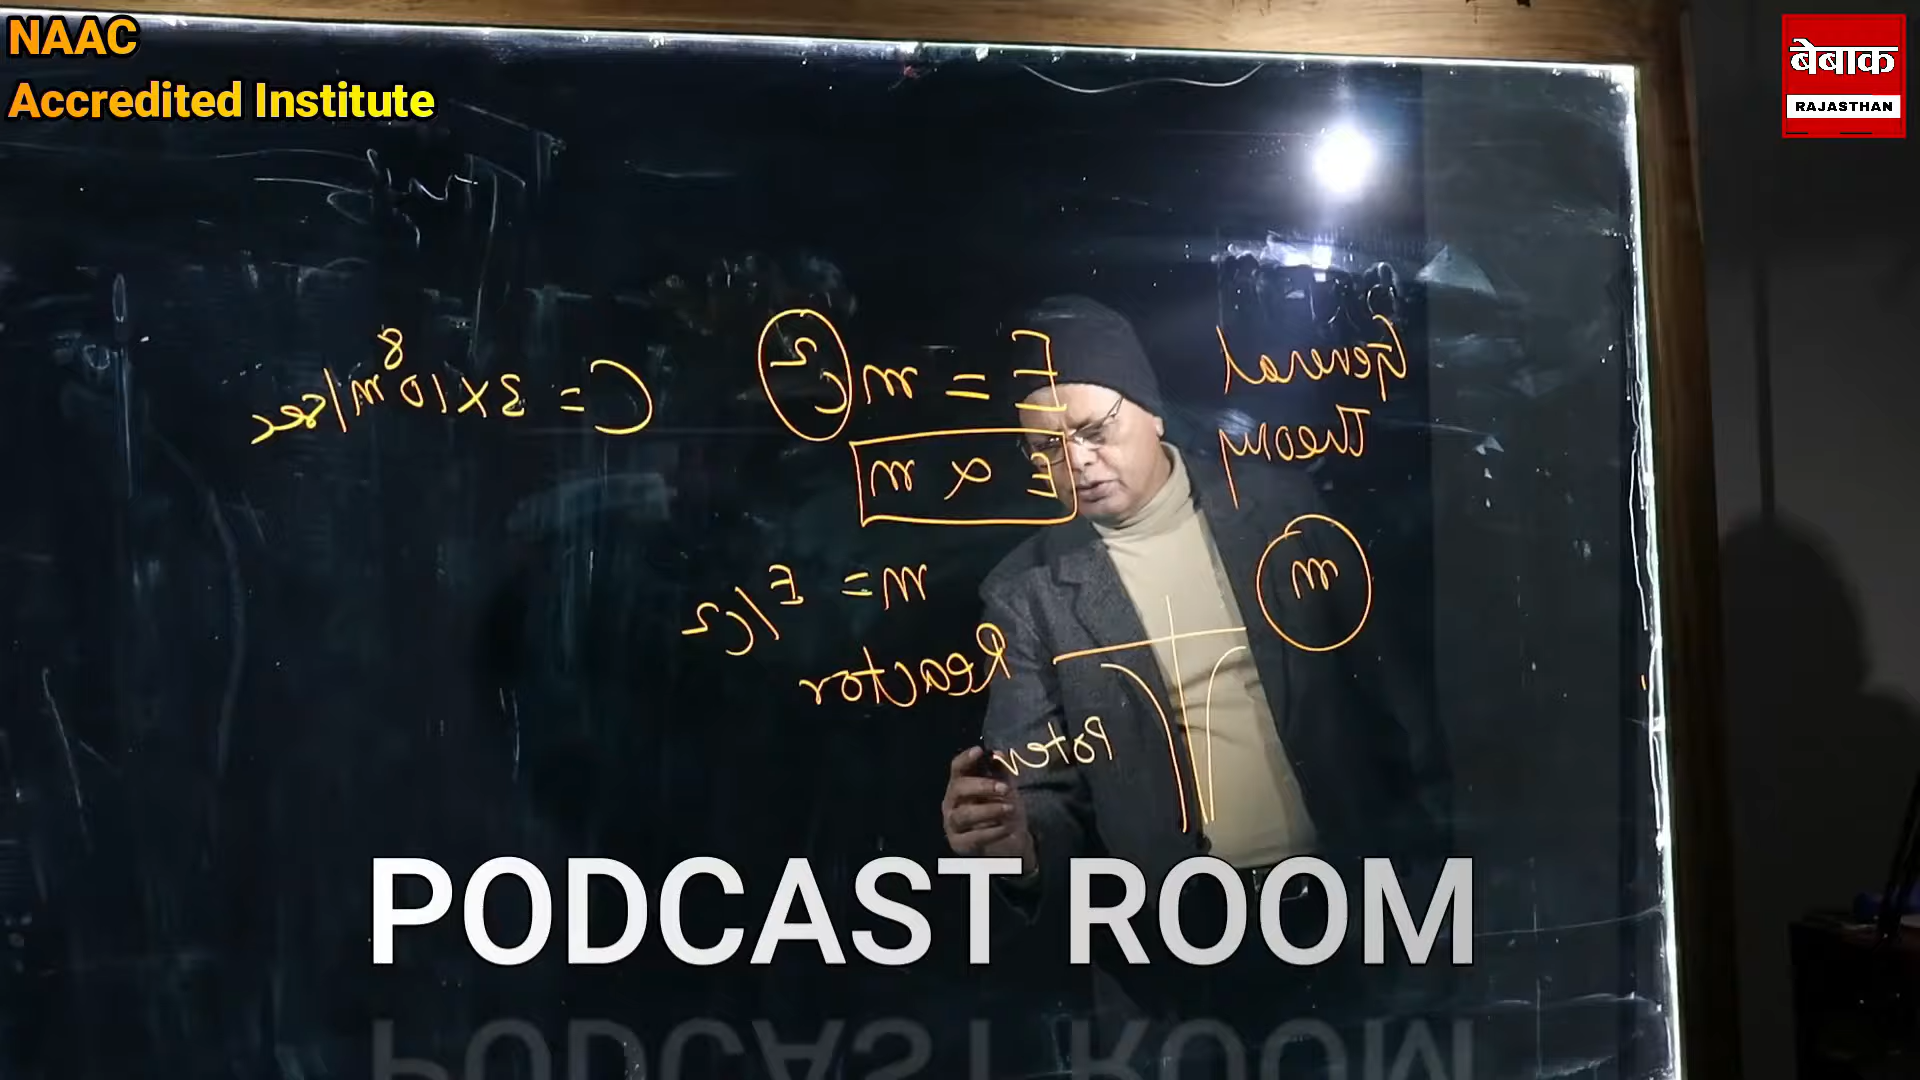 NAAC
Accredited Institute
बेबाक
RAJASTHAN
General
Theory
E = mc²
C = 3×10⁸ m/sec
E ∝ m
m
m = E/c²
Reactor
Poten
PODCAST ROOM